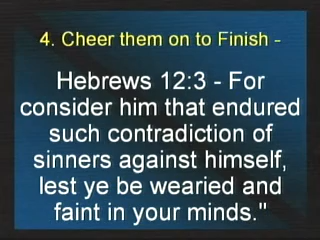 4. Cheer them on to Finish -
Hebrews 12:3 - For
consider him that endured
such contradiction of
sinners against himself,
lest ye be wearied and
faint in your minds."